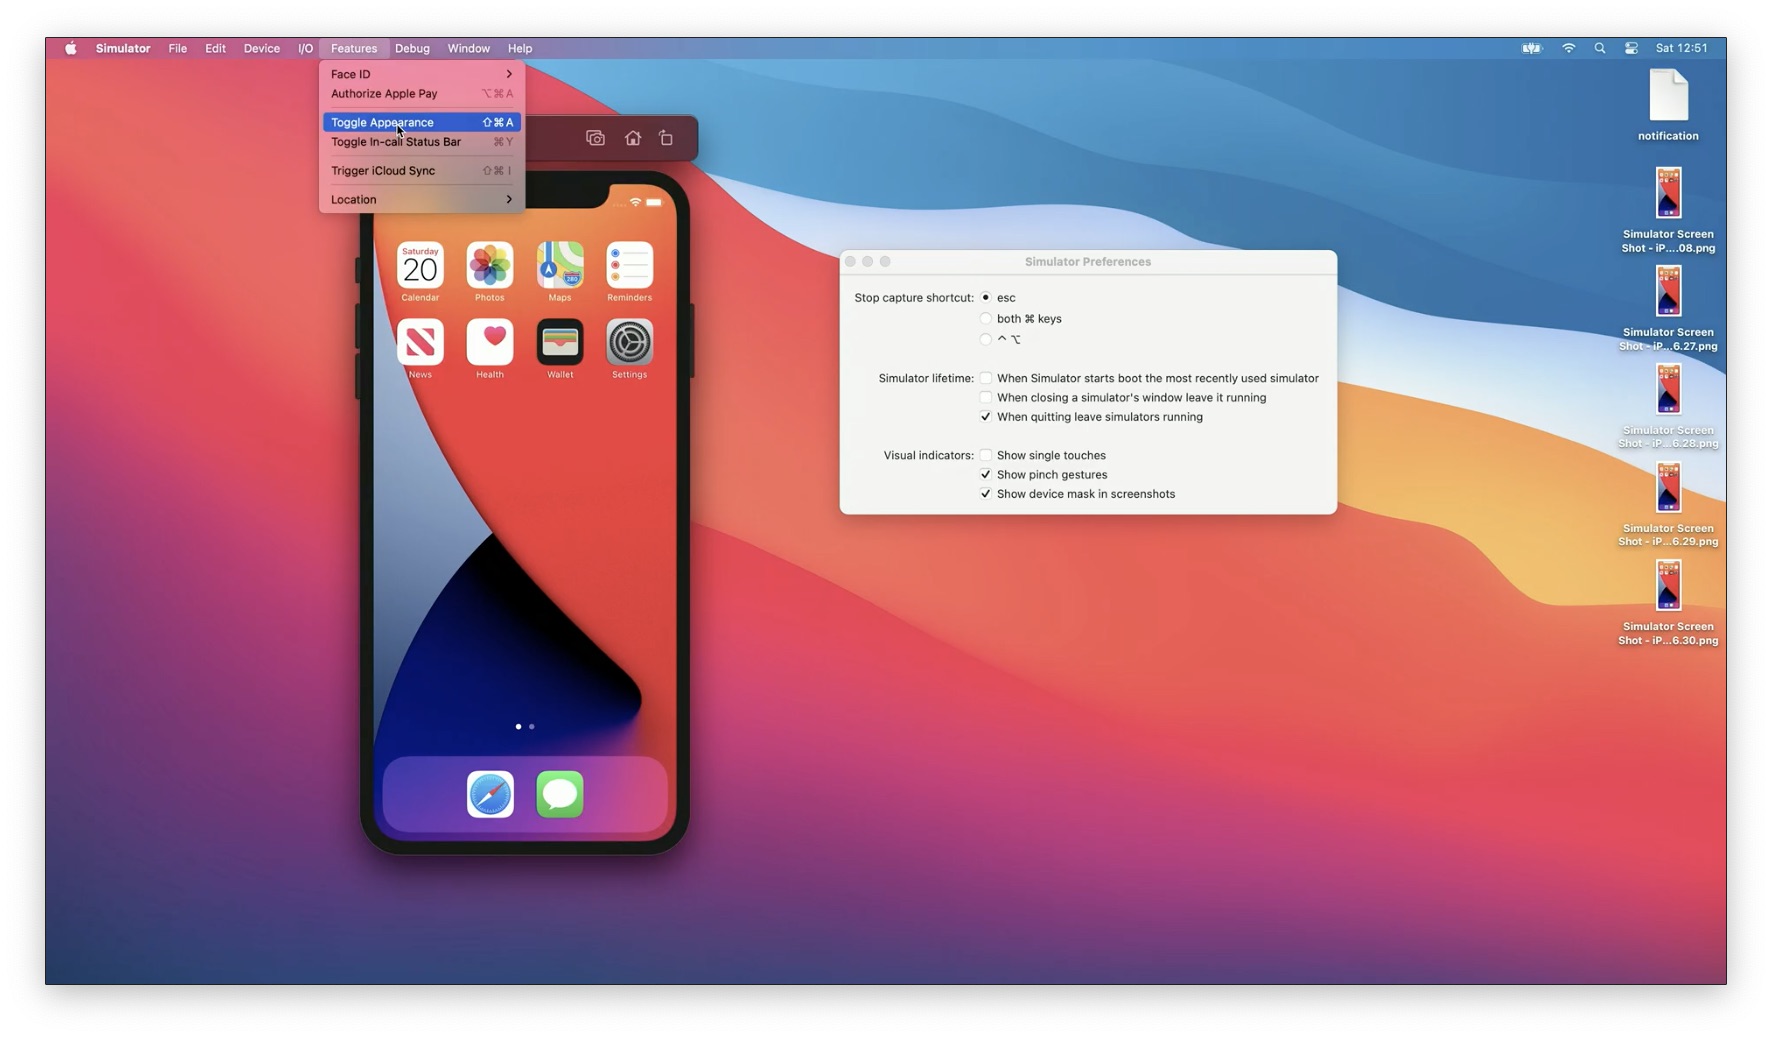 Simulator File Edit Device I/O Features Debug Window Help
Sat 12:51
Face ID
Authorize Apple Pay ⌥⌘A
Toggle Appearance ⇧⌘A
Toggle In-call Status Bar ⌘Y
Trigger iCloud Sync ⇧⌘I
Location
Saturday
20
Calendar
Photos
280
Maps
Reminders
News
Health
Wallet
Settings
Simulator Preferences
Stop capture shortcut: esc
both ⌘ keys
^ ⌥
Simulator lifetime: When Simulator starts boot the most recently used simulator
When closing a simulator's window leave it running
When quitting leave simulators running
Visual indicators: Show single touches
Show pinch gestures
Show device mask in screenshots
notification
Simulator Screen
Shot - iP....08.png
Simulator Screen
Shot - iP...6.27.png
Simulator Screen
Shot - iP...6.28.png
Simulator Screen
Shot - iP...6.29.png
Simulator Screen
Shot - iP...6.30.png